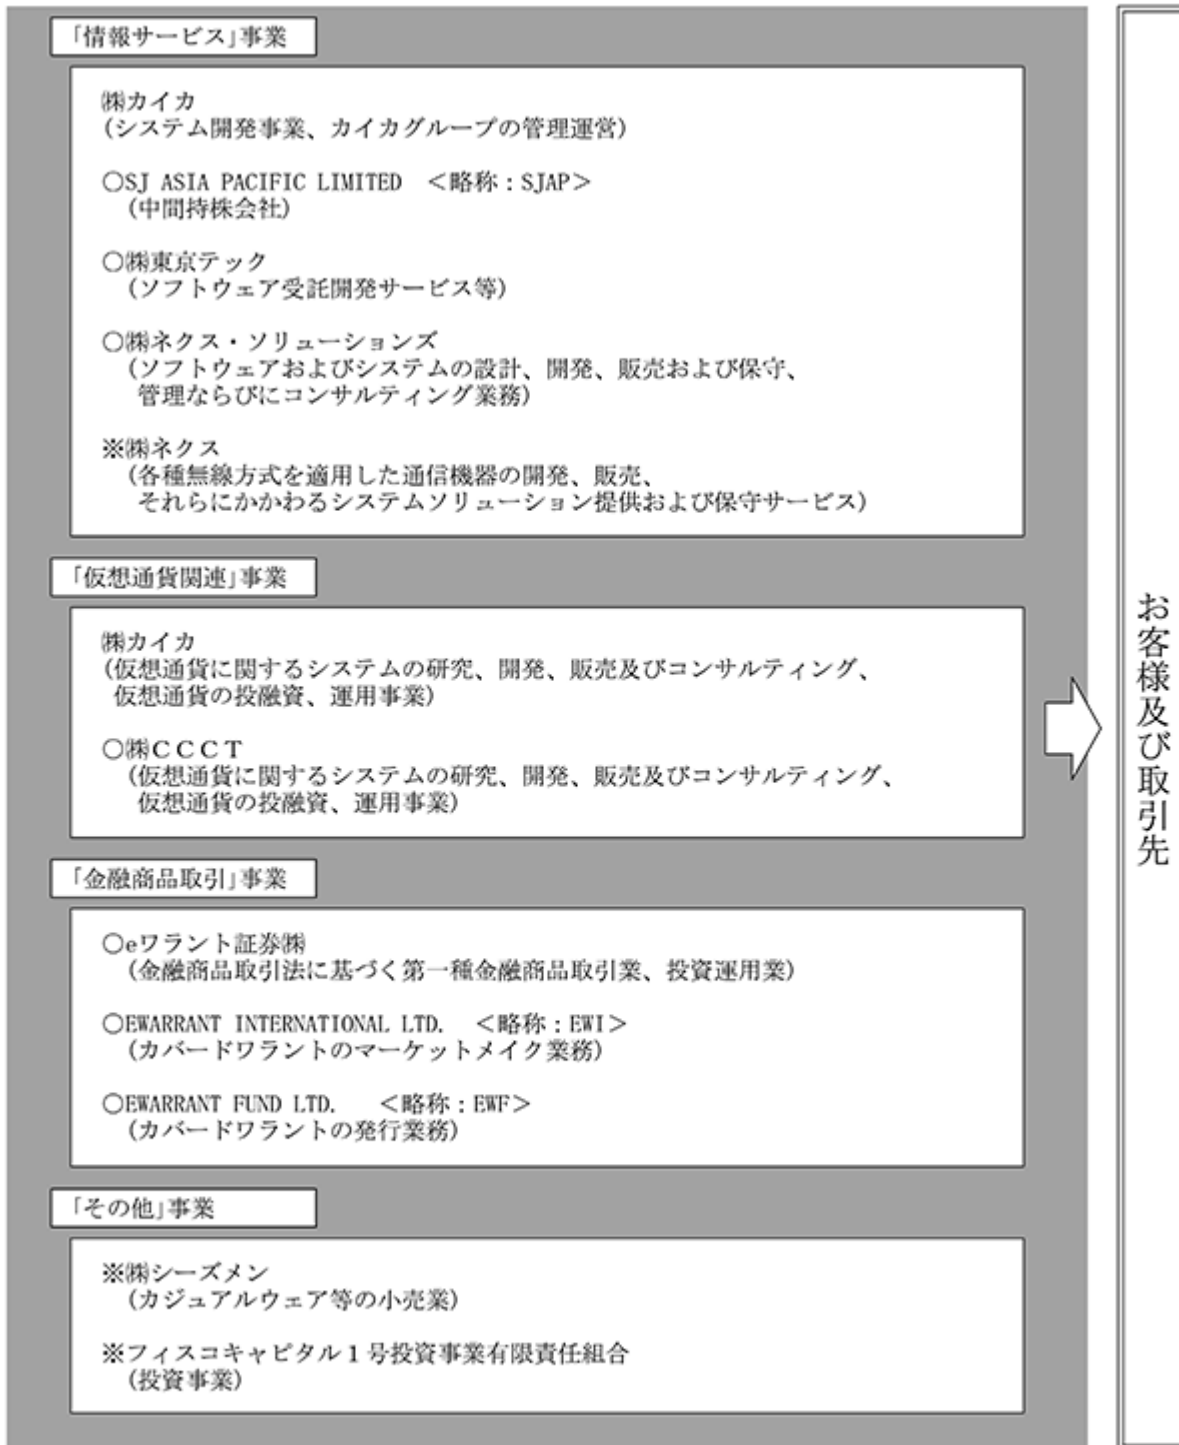 「情報サービス」事業
㈱カイカ
(システム開発事業、カイカグループの管理運営)
○SJ ASIA PACIFIC LIMITED <略称:SJAP>
(中間持株会社)
○㈱東京テック
(ソフトウェア受託開発サービス等)
○㈱ネクス・ソリューションズ
(ソフトウェアおよびシステムの設計、開発、販売および保守、
管理ならびにコンサルティング業務)
※㈱ネクス
(各種無線方式を適用した通信機器の開発、販売、
それらにかかわるシステムソリューション提供および保守サービス)
「仮想通貨関連」事業
㈱カイカ
(仮想通貨に関するシステムの研究、開発、販売及びコンサルティング、
仮想通貨の投融資、運用事業)
○㈱CCCT
(仮想通貨に関するシステムの研究、開発、販売及びコンサルティング、
仮想通貨の投融資、運用事業)
「金融商品取引」事業
○eワラント証券㈱
(金融商品取引法に基づく第一種金融商品取引業、投資運用業)
○EWARRANT INTERNATIONAL LTD. <略称:EWI>
(カバードワラントのマーケットメイク業務)
○EWARRANT FUND LTD. <略称:EWF>
(カバードワラントの発行業務)
「その他」事業
※㈱シーズメン
(カジュアルウェア等の小売業)
※フィスコキャピタル1号投資事業有限責任組合
(投資事業)
お客様及び取引先